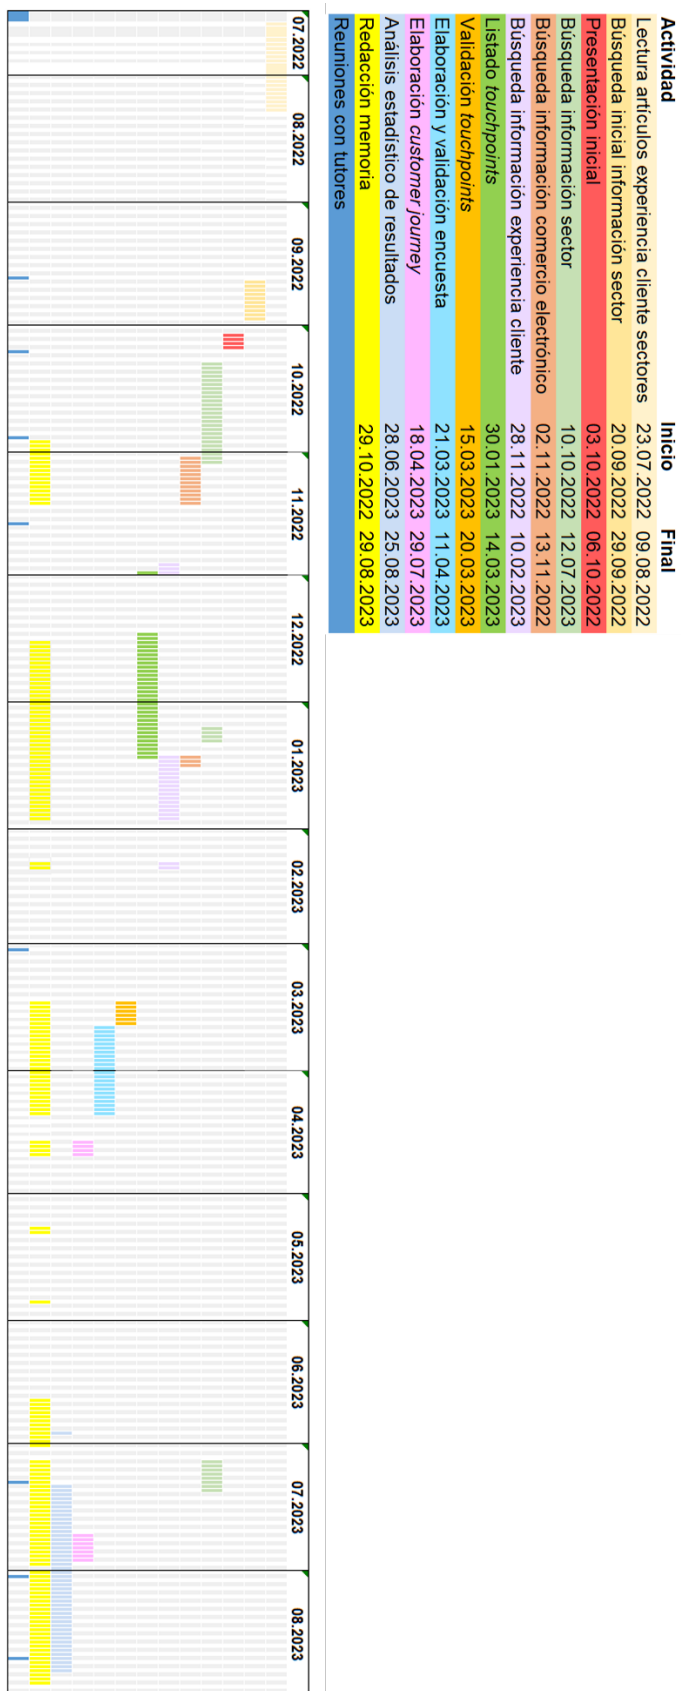 Actividad Inicio Final
Lectura artículos experiencia cliente sectores 23.07.2022 09.08.2022
Búsqueda inicial información sector 20.09.2022 29.09.2022
Presentación inicial 03.10.2022 06.10.2022
Búsqueda información sector 10.10.2022 12.07.2023
Búsqueda información comercio electrónico 02.11.2022 13.11.2022
Búsqueda información experiencia cliente 28.11.2022 10.02.2023
Listado touchpoints 30.01.2023 14.03.2023
Validación touchpoints 15.03.2023 20.03.2023
Elaboración y validación encuesta 21.03.2023 11.04.2023
Elaboración customer journey 18.04.2023 29.07.2023
Análisis estadístico de resultados 28.06.2023 25.08.2023
Redacción memoria 29.10.2022 29.08.2023
Reuniones con tutores
07.2022 08.2022 09.2022 10.2022 11.2022 12.2022 01.2023 02.2023 03.2023 04.2023 05.2023 06.2023 07.2023 08.2023